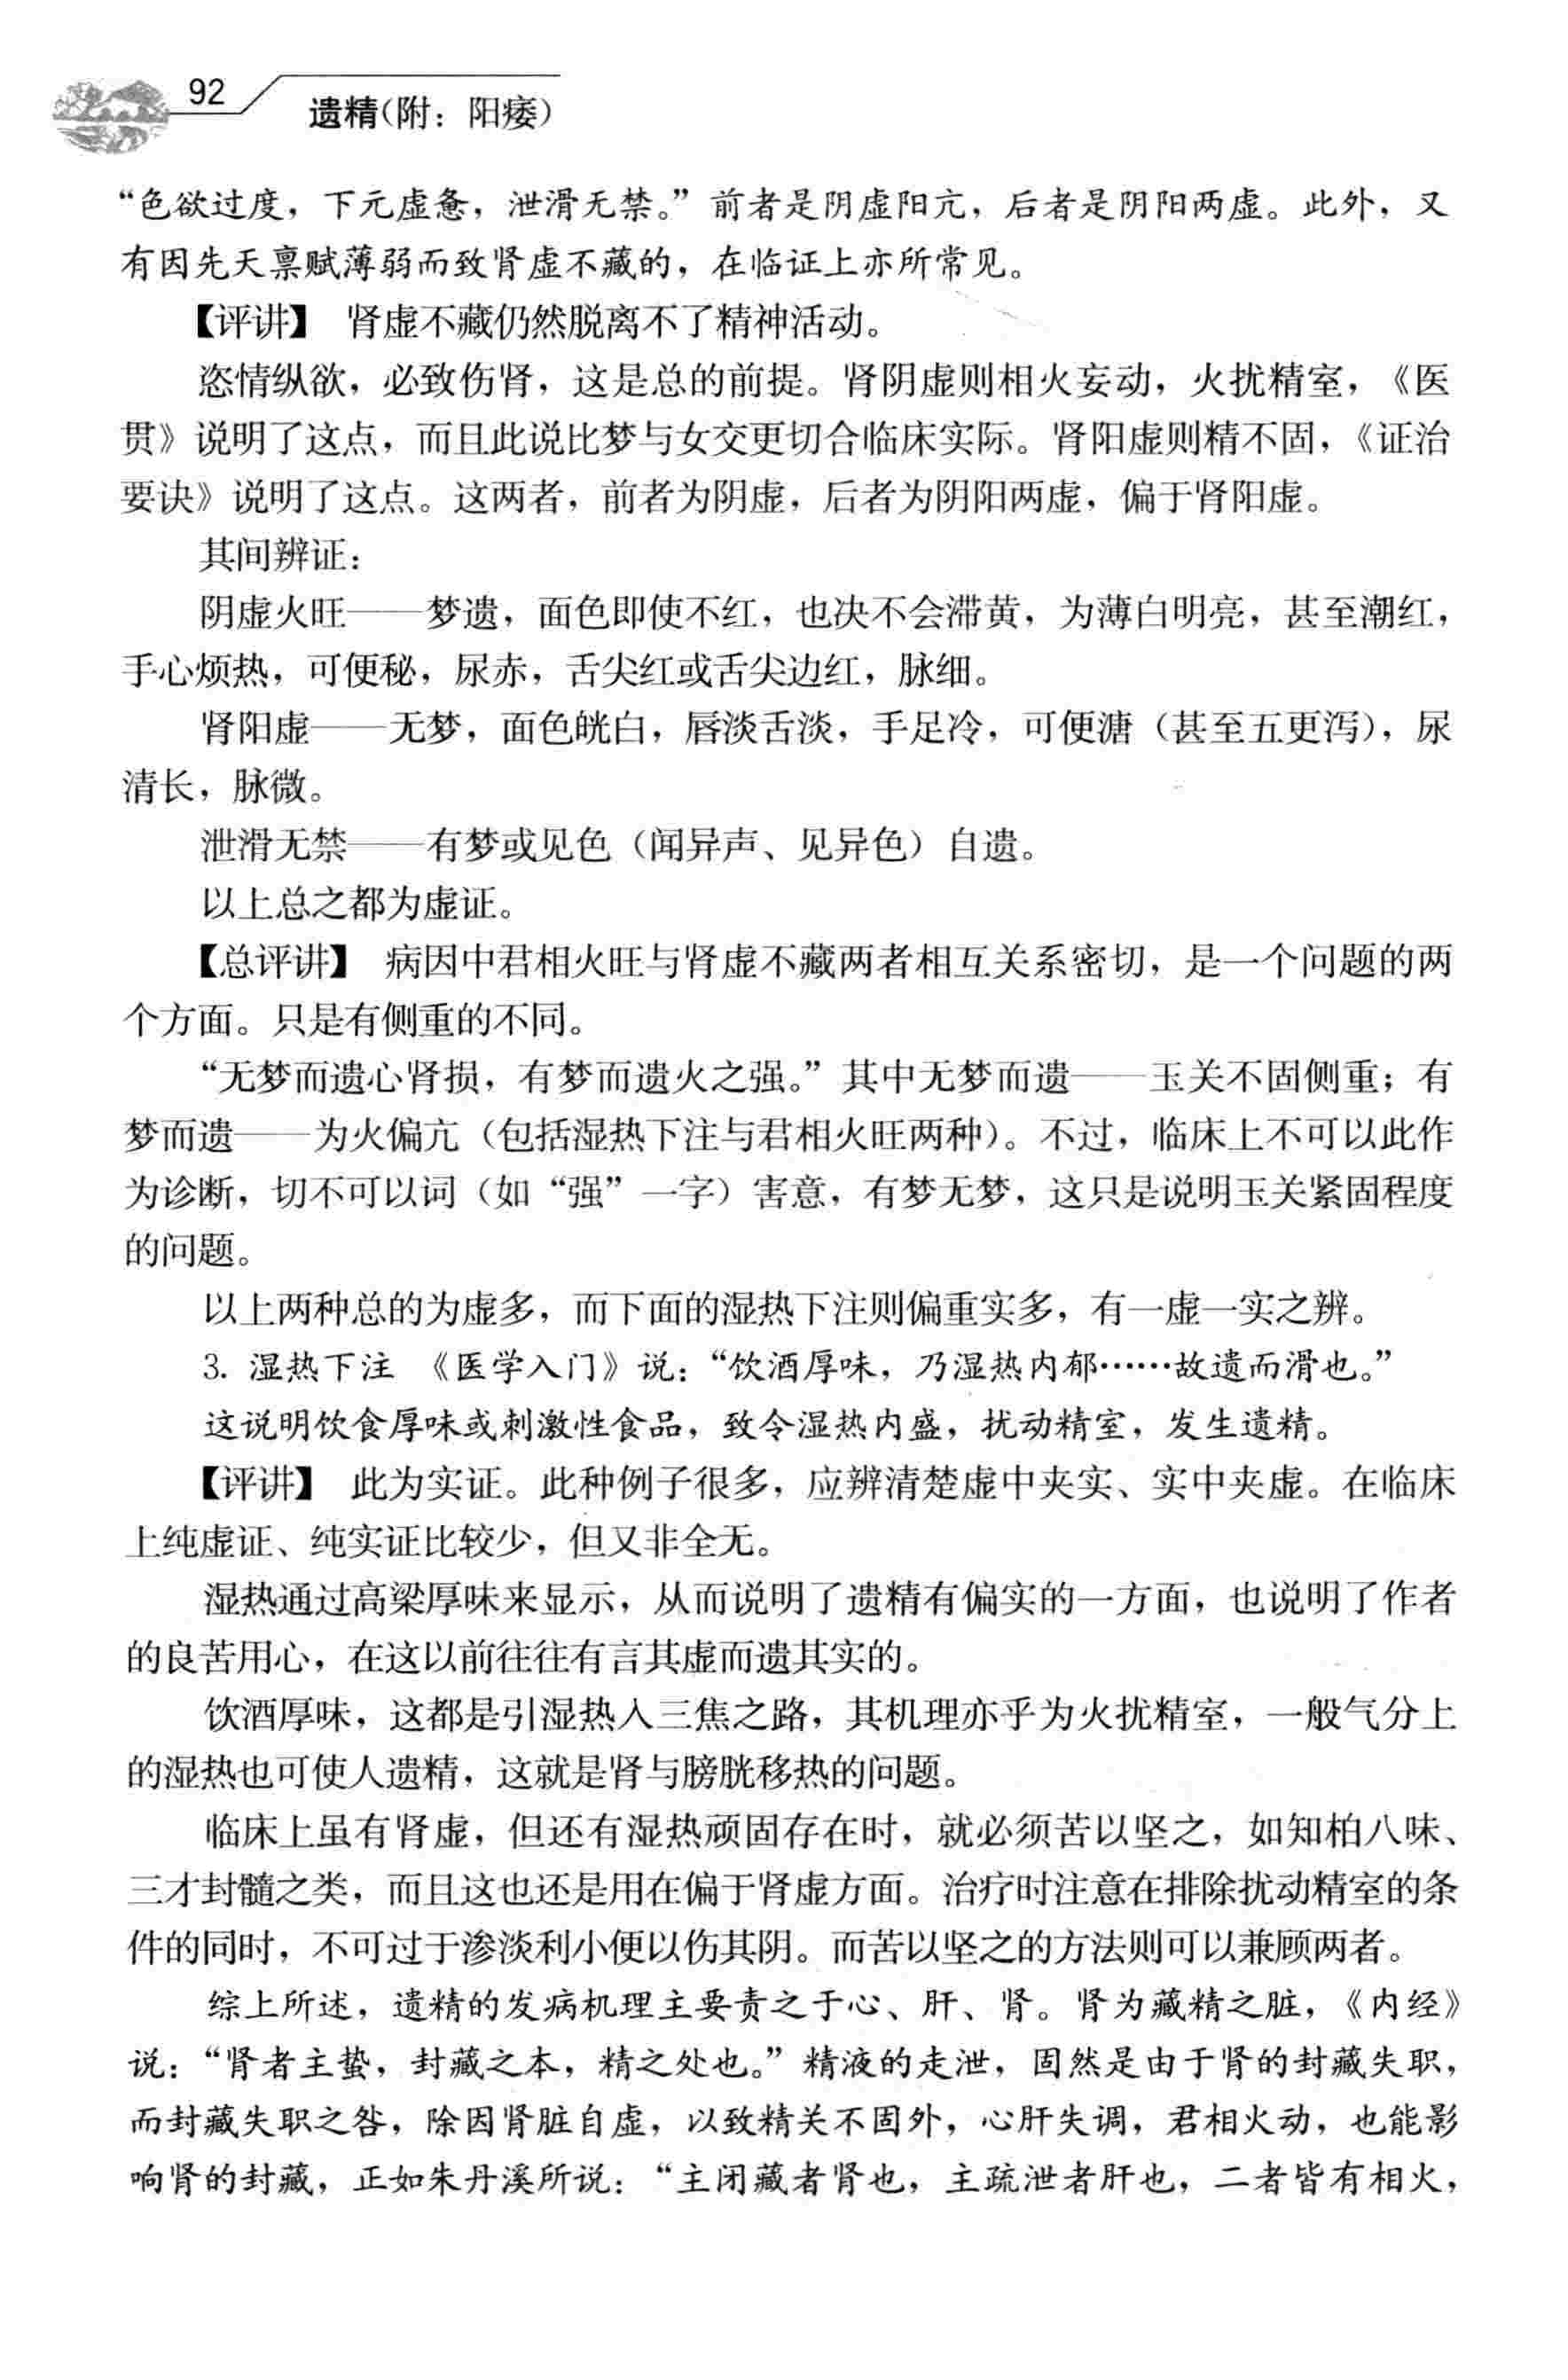 92
遗精(附：阳痿)
“色欲过度，下元虚惫，泄滑无禁。”前者是阴虚阳亢，后者是阴阳两虚。此外，又
有因先天禀赋薄弱而致肾虚不藏的，在临证上亦所常见。
【评讲】 肾虚不藏仍然脱离不了精神活动。
恣情纵欲，必致伤肾，这是总的前提。肾阴虚则相火妄动，火扰精室，《医
贯》说明了这点，而且此说比梦与女交更切合临床实际。肾阳虚则精不固，《证治
要诀》说明了这点。这两者，前者为阴虚，后者为阴阳两虚，偏于肾阳虚。
其间辨证：
阴虚火旺——梦遗，面色即使不红，也决不会滞黄，为薄白明亮，甚至潮红，
手心烦热，可便秘，尿赤，舌尖红或舌尖边红，脉细。
肾阳虚——无梦，面色㿠白，唇淡舌淡，手足冷，可便溏（甚至五更泻），尿
清长，脉微。
泄滑无禁——有梦或见色（闻异声、见异色）自遗。
以上总之都为虚证。
【总评讲】 病因中君相火旺与肾虚不藏两者相互关系密切，是一个问题的两
个方面。只是有侧重的不同。
“无梦而遗心肾损，有梦而遗火之强。”其中无梦而遗——玉关不固侧重；有
梦而遗——为火偏亢（包括湿热下注与君相火旺两种）。不过，临床上不可以此作
为诊断，切不可以词（如“强”一字）害意，有梦无梦，这只是说明玉关紧固程度
的问题。
以上两种总的为虚多，而下面的湿热下注则偏重实多，有一虚一实之辨。
3. 湿热下注 《医学入门》说：“饮酒厚味，乃湿热内郁……故遗而滑也。”
这说明饮食厚味或刺激性食品，致令湿热内盛，扰动精室，发生遗精。
【评讲】 此为实证。此种例子很多，应辨清楚虚中夹实、实中夹虚。在临床
上纯虚证、纯实证比较少，但又非全无。
湿热通过高梁厚味来显示，从而说明了遗精有偏实的一方面，也说明了作者
的良苦用心，在这以前往往有言其虚而遗其实的。
饮酒厚味，这都是引湿热入三焦之路，其机理亦乎为火扰精室，一般气分上
的湿热也可使人遗精，这就是肾与膀胱移热的问题。
临床上虽有肾虚，但还有湿热顽固存在时，就必须苦以坚之，如知柏八味、
三才封髓之类，而且这也还是用在偏于肾虚方面。治疗时注意在排除扰动精室的条
件的同时，不可过于渗淡利小便以伤其阴。而苦以坚之的方法则可以兼顾两者。
综上所述，遗精的发病机理主要责之于心、肝、肾。肾为藏精之脏，《内经》
说：“肾者主蛰，封藏之本，精之处也。”精液的走泄，固然是由于肾的封藏失职，
而封藏失职之咎，除因肾脏自虚，以致精关不固外，心肝失调，君相火动，也能影
响肾的封藏，正如朱丹溪所说：“主闭藏者肾也，主疏泄者肝也，二者皆有相火，